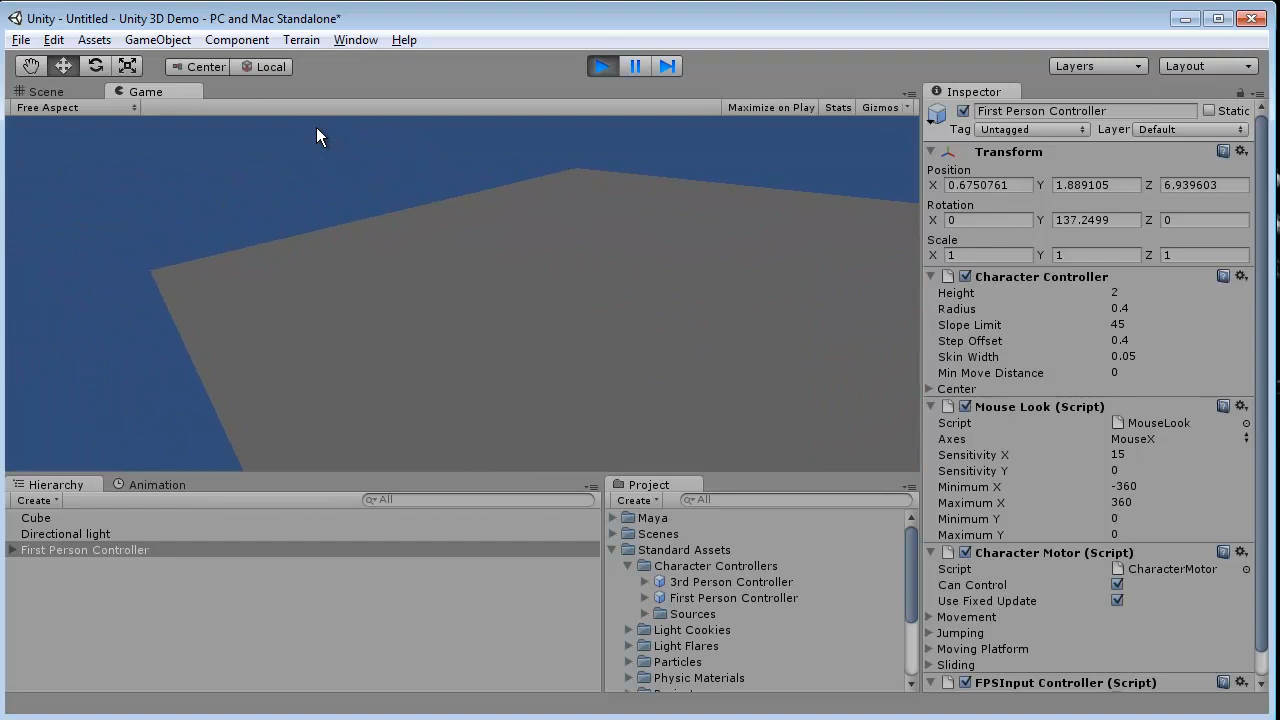 Unity - Untitled - Unity 3D Demo - PC and Mac Standalone*
File Edit Assets GameObject Component Terrain Window Help
Center Local Layers Layout
Scene Game
Free Aspect Maximize on Play Stats Gizmos
Inspector
First Person Controller Static
Tag Untagged Layer Default
Transform
Position
X 0.6750761 Y 1.889105 Z 6.939603
Rotation
X 0 Y 137.2499 Z 0
Scale
X 1 Y 1 Z 1
Character Controller
Height 2
Radius 0.4
Slope Limit 45
Step Offset 0.4
Skin Width 0.05
Min Move Distance 0
Center
Mouse Look (Script)
Script MouseLook
Axes MouseX
Sensitivity X 15
Sensitivity Y 0
Minimum X -360
Maximum X 360
Minimum Y 0
Maximum Y 0
Character Motor (Script)
Script CharacterMotor
Can Control
Use Fixed Update
Movement
Jumping
Moving Platform
Sliding
FPSInput Controller (Script)
Hierarchy Animation
Create All
Cube
Directional light
First Person Controller
Project
Create All
Maya
Scenes
Standard Assets
Character Controllers
3rd Person Controller
First Person Controller
Sources
Light Cookies
Light Flares
Particles
Physic Materials